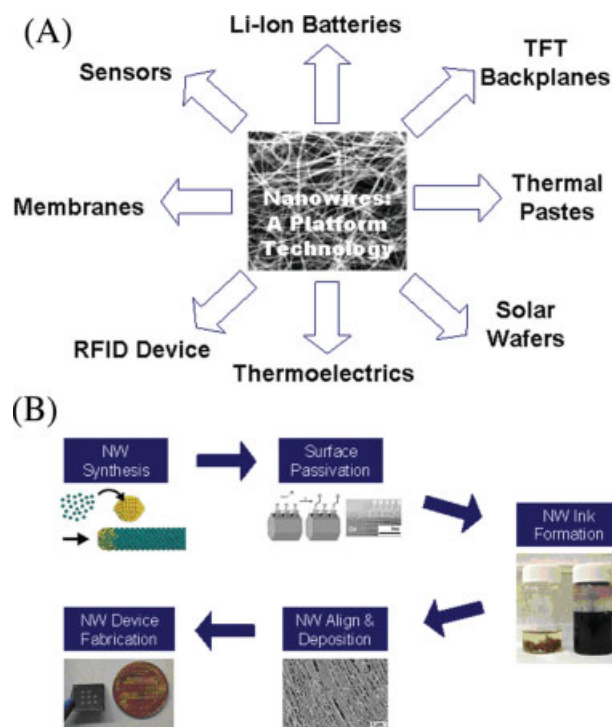 (A)
Li-Ion Batteries
TFT
Backplanes
Sensors
Membranes
Nanowires:
A Platform
Technology
Thermal
Pastes
RFID Device
Thermoelectrics
Solar
Wafers
(B)
NW
Synthesis
Surface
Passivation
NW Ink
Formation
NW Device
Fabrication
NW Align &
Deposition